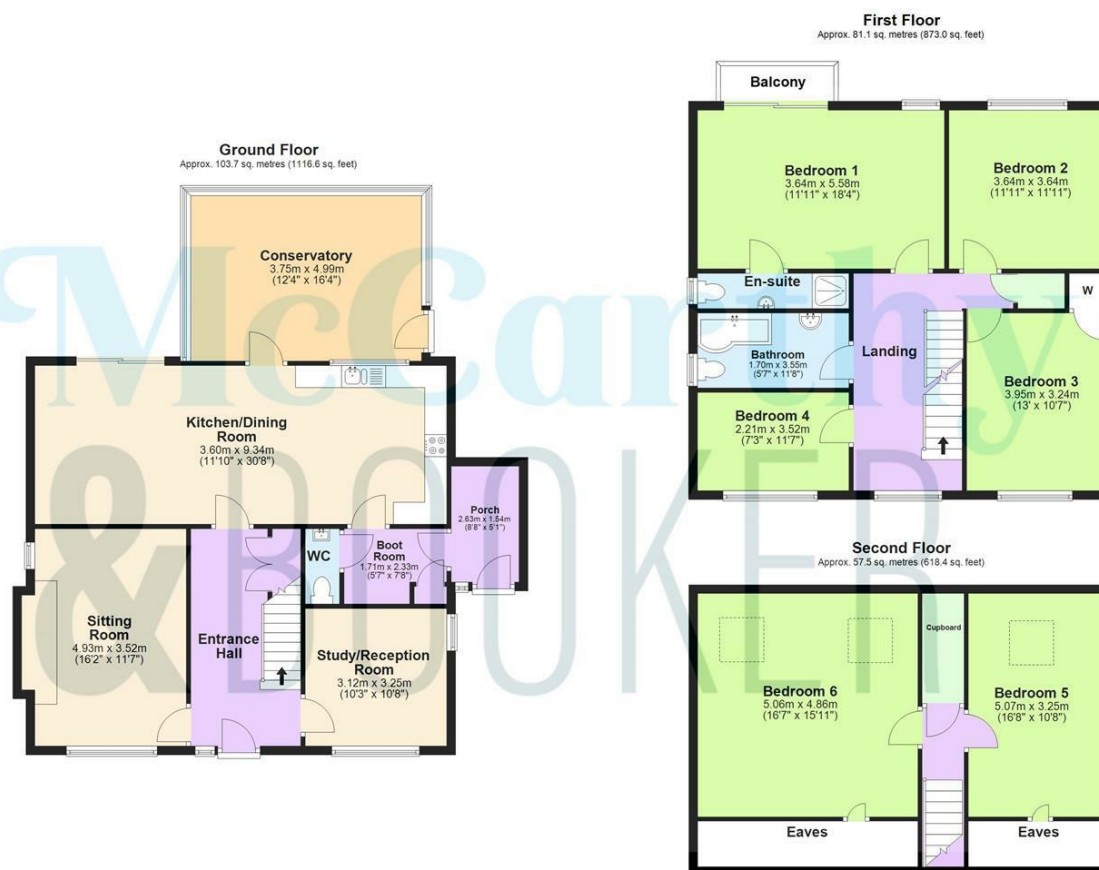 First Floor
Approx. 81.1 sq. metres (873.0 sq. feet)
Balcony
Bedroom 1
3.64m x 5.58m
(11'11" x 18'4")
Bedroom 2
3.64m x 3.64m
(11'11" x 11'11")
En-suite
W
Bathroom
1.70m x 3.55m
(5'7" x 11'8")
Landing
Bedroom 3
3.95m x 3.24m
(13' x 10'7")
Bedroom 4
2.21m x 3.52m
(7'3" x 11'7")
Ground Floor
Approx. 103.7 sq. metres (1116.6 sq. feet)
Conservatory
3.75m x 4.99m
(12'4" x 16'4")
Kitchen/Dining
Room
3.60m x 9.34m
(11'10" x 30'8")
Porch
2.63m x 1.54m
(8'8" x 5'1")
WC
Boot
Room
1.71m x 2.33m
(5'7" x 7'8")
Sitting
Room
4.93m x 3.52m
(16'2" x 11'7")
Entrance
Hall
Study/Reception
Room
3.12m x 3.25m
(10'3" x 10'8")
Second Floor
Approx. 57.5 sq. metres (618.4 sq. feet)
Cupboard
Bedroom 6
5.06m x 4.86m
(16'7" x 15'11")
Bedroom 5
5.07m x 3.25m
(16'8" x 10'8")
Eaves
Eaves
McCarthy
&BOOKER